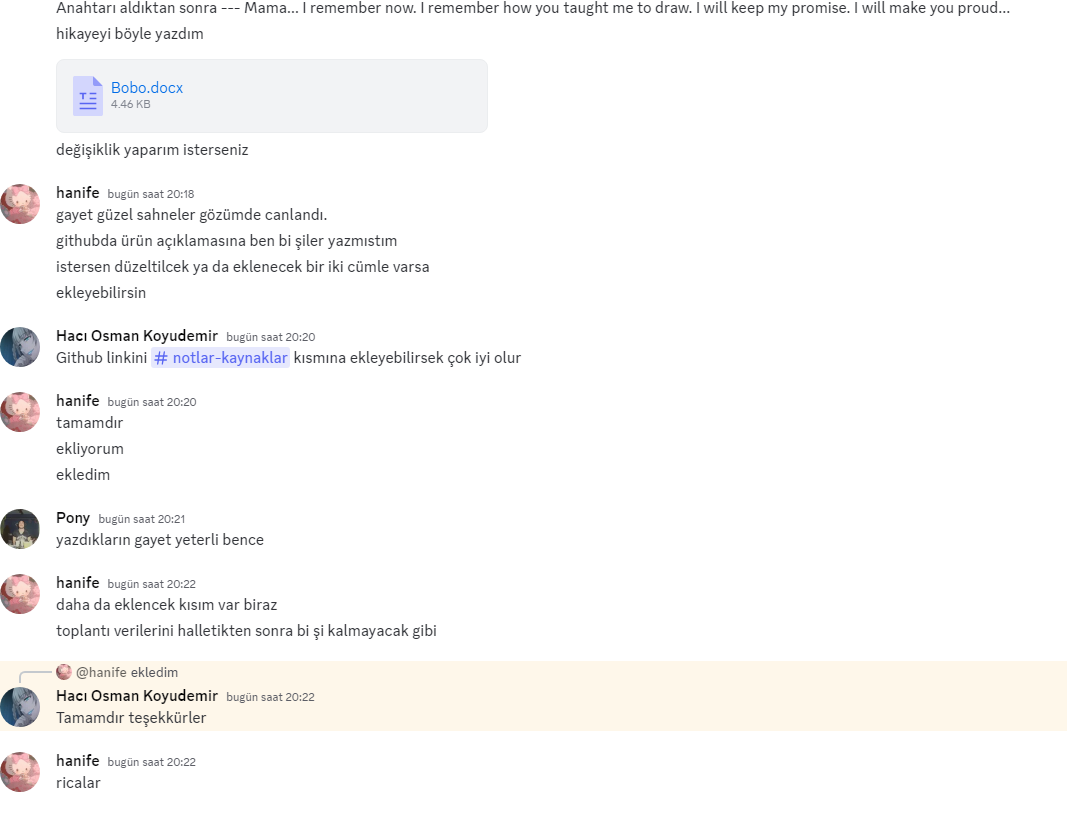 Anahtarı aldıktan sonra --- Mama... I remember now. I remember how you taught me to draw. I will keep my promise. I will make you proud...
hikayeyi böyle yazdım
Bobo.docx
4.46 KB
değişiklik yaparım isterseniz
hanife bugün saat 20:18
gayet güzel sahneler gözümde canlandı.
githubda ürün açıklamasına ben bi şiler yazmıstım
istersen düzeltilcek ya da eklenecek bir iki cümle varsa
ekleyebilirsin
Hacı Osman Koyudemir bugün saat 20:20
Github linkini # notlar-kaynaklar kısmına ekleyebilirsek çok iyi olur
hanife bugün saat 20:20
tamamdır
ekliyorum
ekledim
Pony bugün saat 20:21
yazdıkların gayet yeterli bence
hanife bugün saat 20:22
daha da eklencek kısım var biraz
toplantı verilerini halletikten sonra bi şi kalmayacak gibi
@hanife ekledim
Hacı Osman Koyudemir bugün saat 20:22
Tamamdır teşekkürler
hanife bugün saat 20:22
ricalar